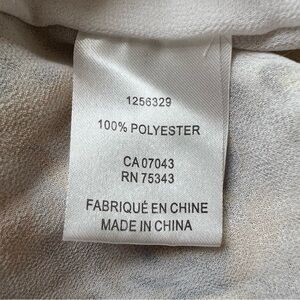 1256329
100% POLYESTER
CA 07043
RN 75343
FABRIQUÉ EN CHINE
MADE IN CHINA